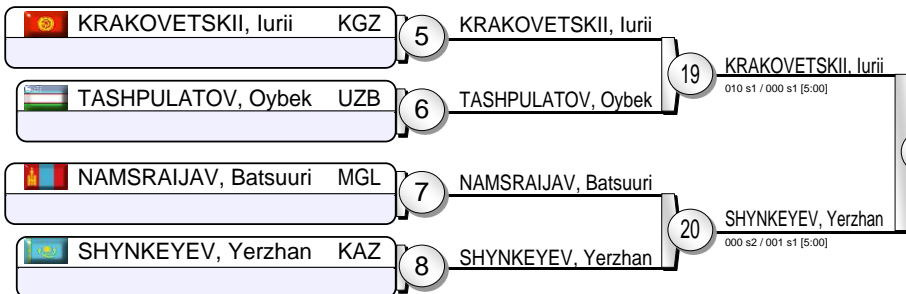 KRAKOVETSKII, Iurii KGZ
5
KRAKOVETSKII, Iurii
19
KRAKOVETSKII, Iurii
010 s1 / 000 s1 [5:00]
TASHPULATOV, Oybek UZB
6
TASHPULATOV, Oybek
NAMSRAIJAV, Batsuuri MGL
7
NAMSRAIJAV, Batsuuri
20
SHYNKEYEV, Yerzhan
000 s2 / 001 s1 [5:00]
SHYNKEYEV, Yerzhan KAZ
8
SHYNKEYEV, Yerzhan